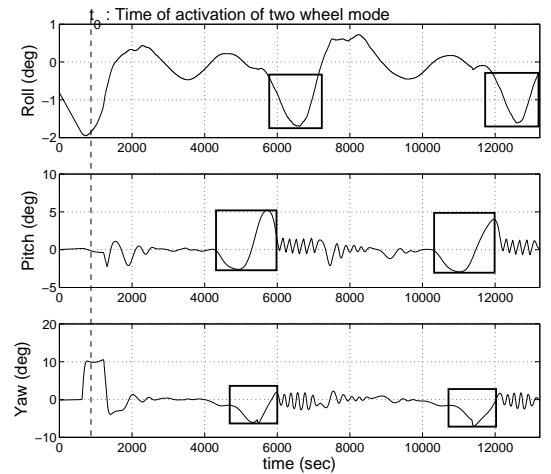 t₀ : Time of activation of two wheel mode
Roll (deg)
1
0
−1
−2
0 2000 4000 6000 8000 10000 12000
Pitch (deg)
10
5
0
−5
0 2000 4000 6000 8000 10000 12000
Yaw (deg)
20
10
0
−10
0 2000 4000 6000 8000 10000 12000
time (sec)